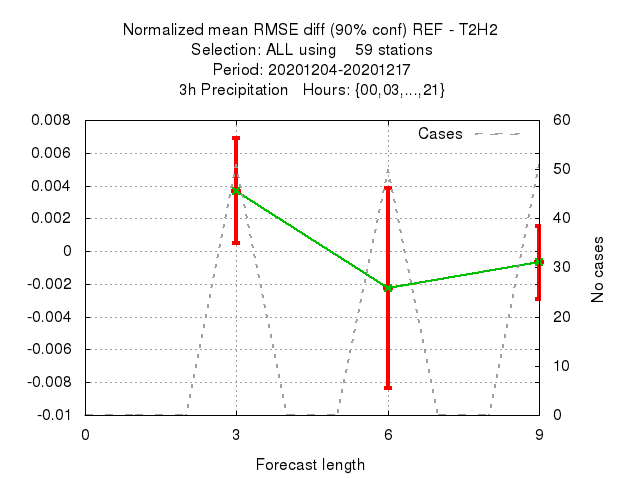 Normalized mean RMSE diff (90% conf) REF - T2H2
Selection: ALL using 59 stations
Period: 20201204-20201217
3h Precipitation Hours: {00,03,...,21}
Cases
0.008
0.006
0.004
0.002
0
-0.002
-0.004
-0.006
-0.008
-0.01
60
50
40
30
20
10
0
No cases
0 3 6 9
Forecast length